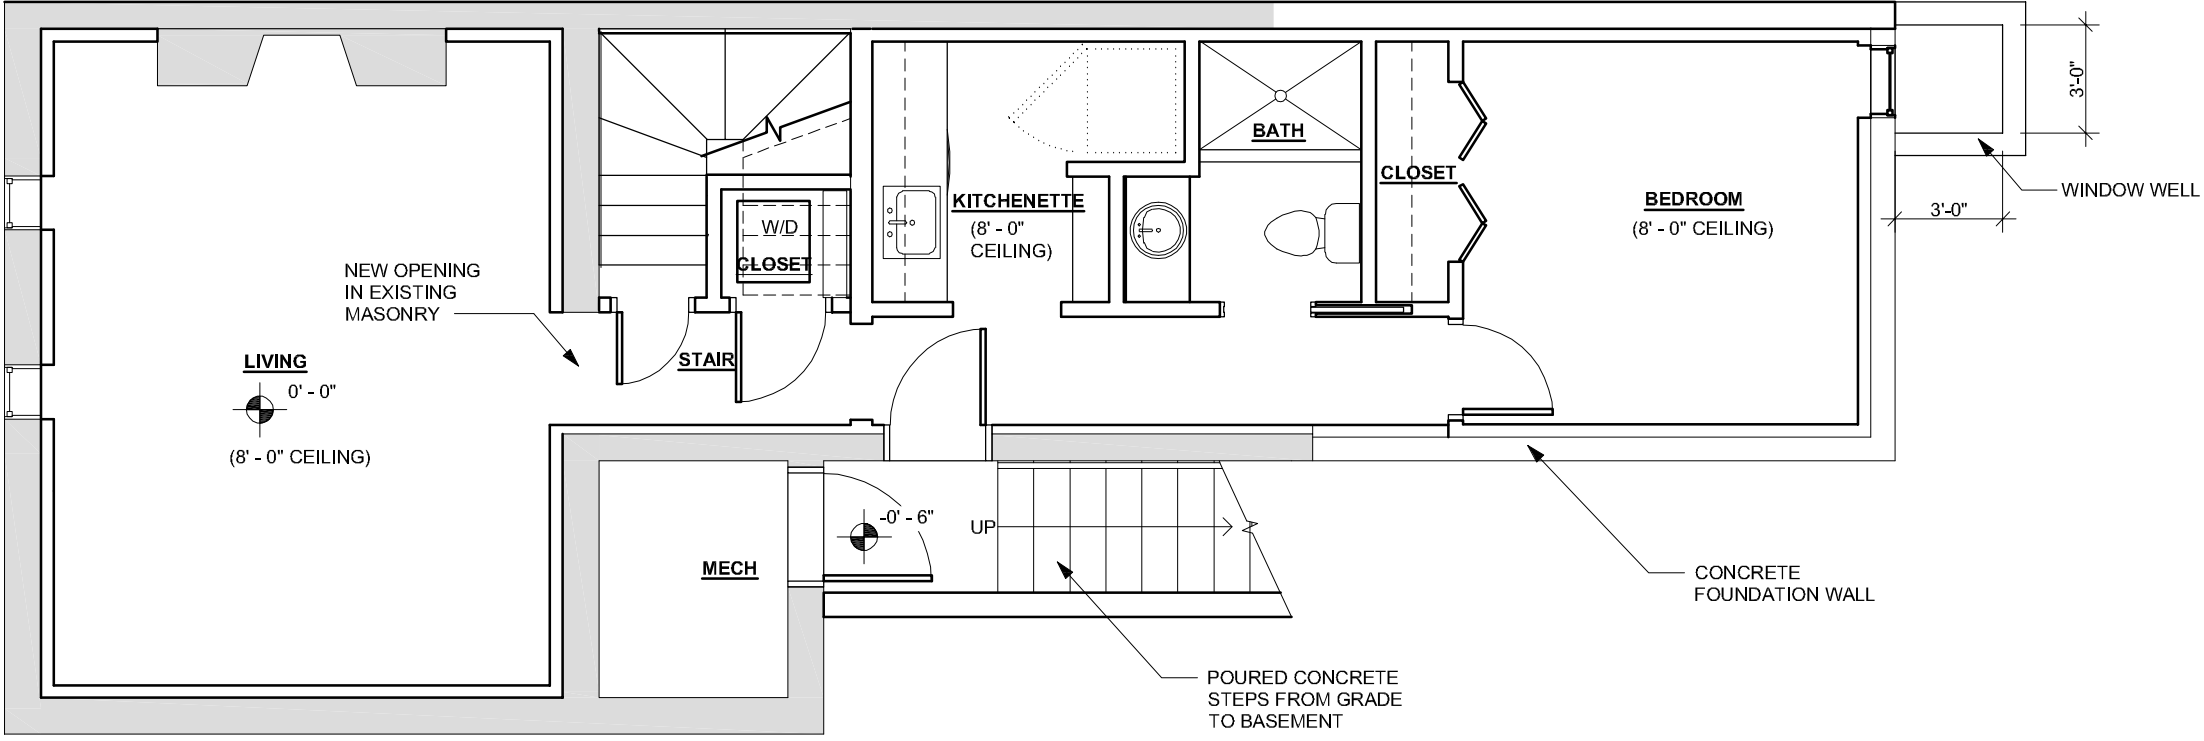 BATH
3'-0"
CLOSET
KITCHENETTE
(8' - 0"
CEILING)
BEDROOM
(8' - 0" CEILING)
WINDOW WELL
3'-0"
W/D
CLOSET
NEW OPENING
IN EXISTING
MASONRY
STAIR
LIVING
0' - 0"
(8' - 0" CEILING)
-0' - 6"
UP
MECH
CONCRETE
FOUNDATION WALL
POURED CONCRETE
STEPS FROM GRADE
TO BASEMENT